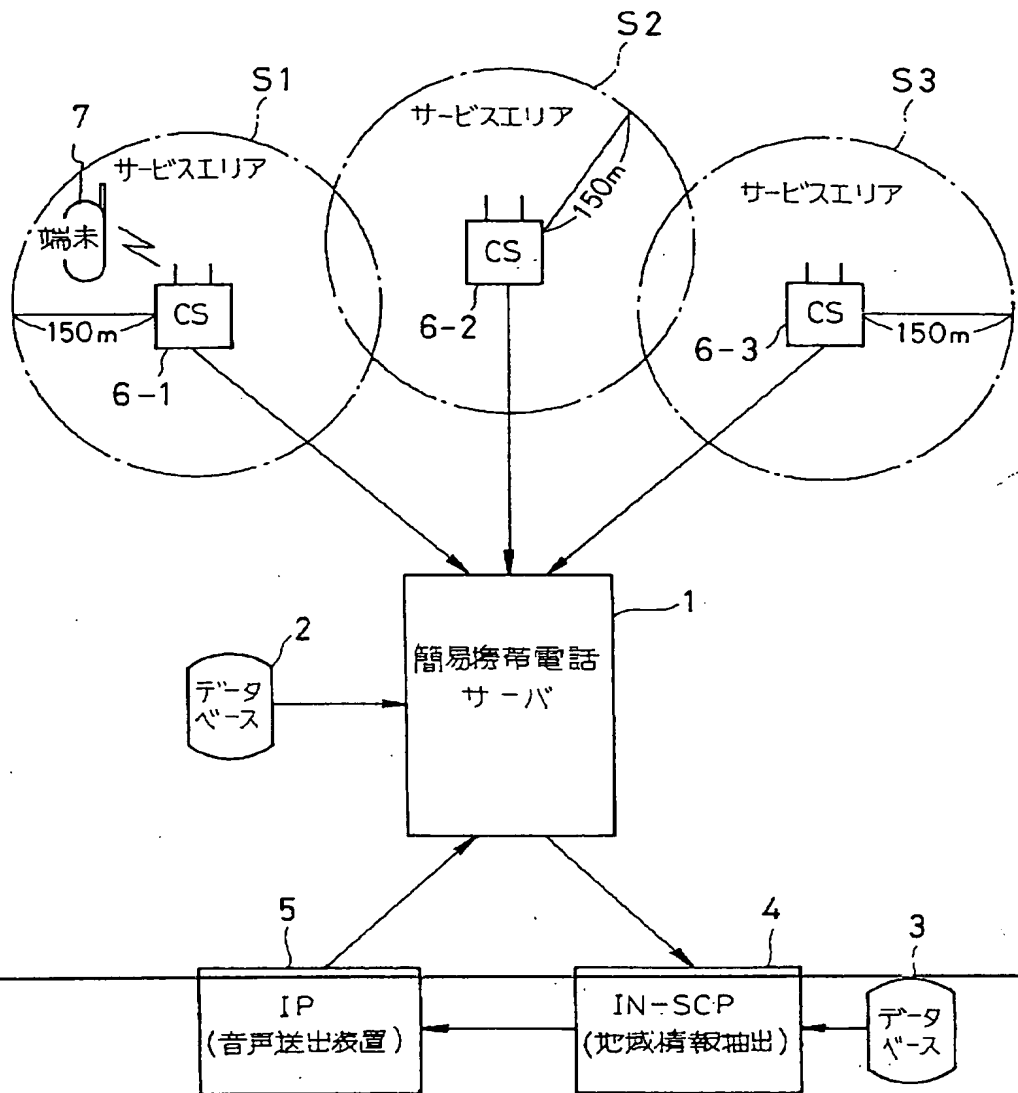 S2
S1
S3
7
サービスエリア
サービスエリア
サービスエリア
端未
150m
CS
CS
CS
150m
150m
6-2
6-3
6-1
1
2
簡易携帯電話
サーバ
データ
ベース
5
4
3
IP
(音声送出装置)
IN-SCP
(地域情報抽出)
データ
ベース